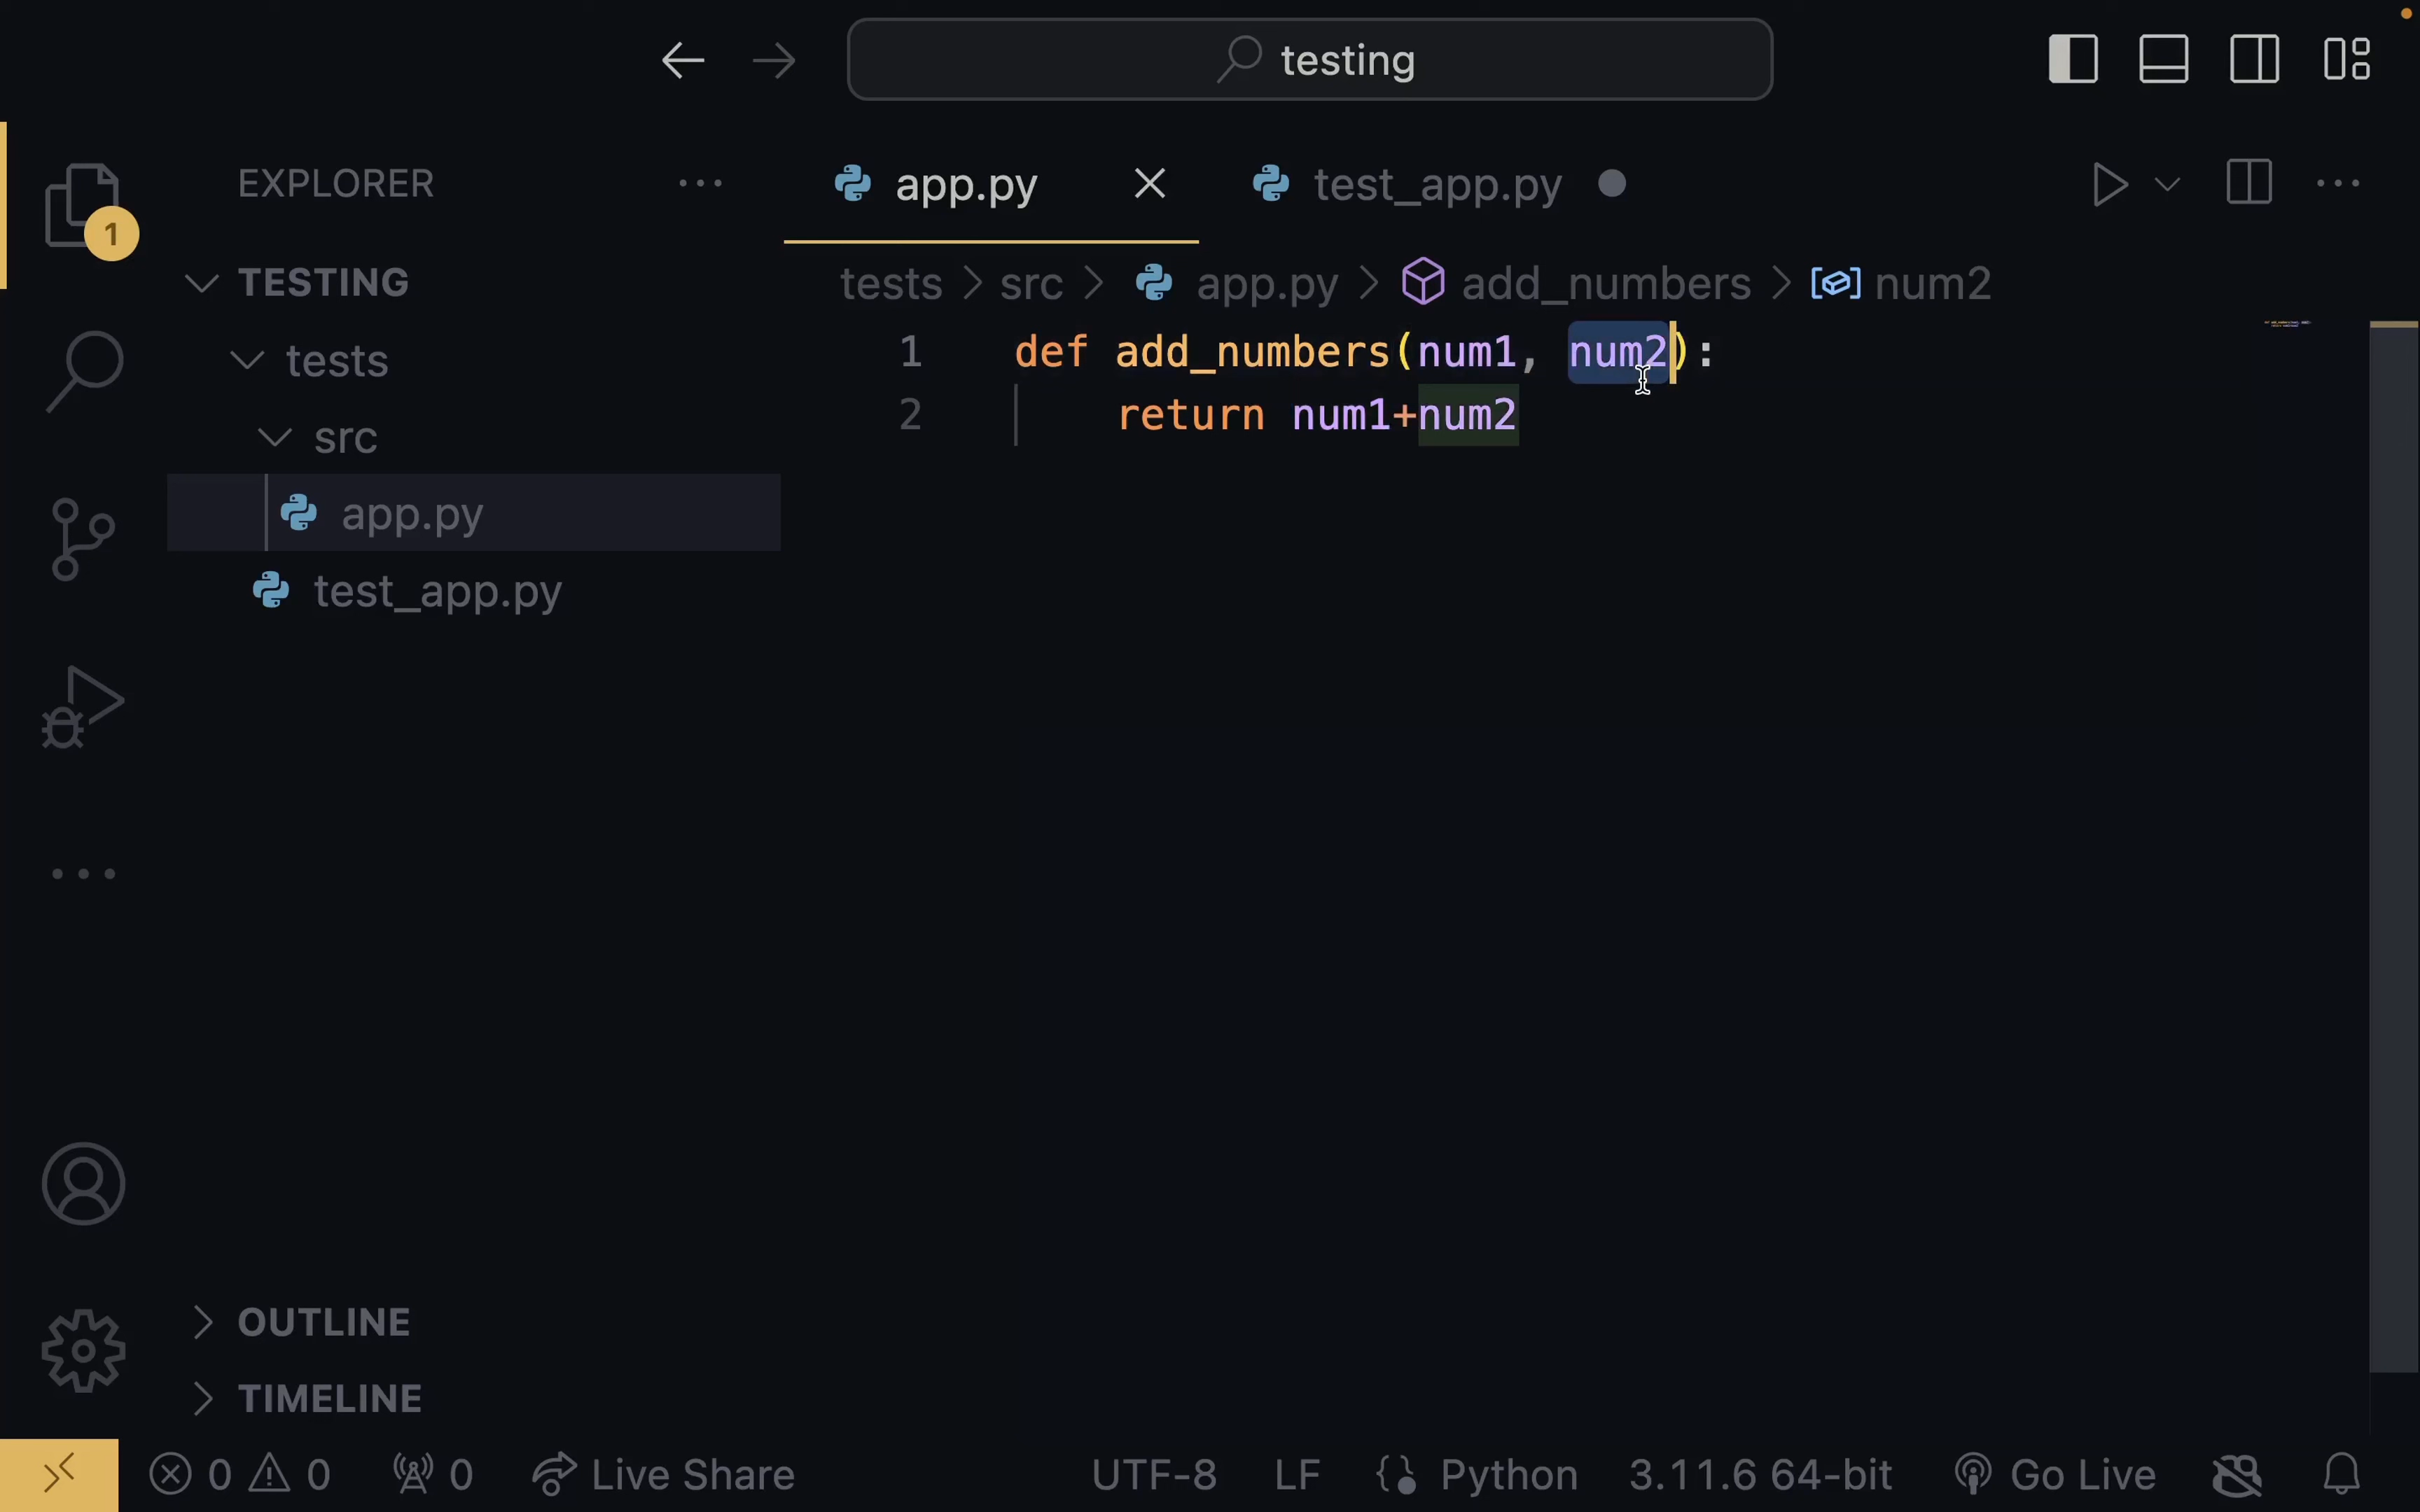 testing
EXPLORER
app.py
test_app.py
1
TESTING
tests
src
app.py
test_app.py
tests > src > app.py > add_numbers > num2
1 def add_numbers(num1, num2):
2 return num1+num2
OUTLINE
TIMELINE
0 0 0 Live Share UTF-8 LF Python 3.11.6 64-bit Go Live